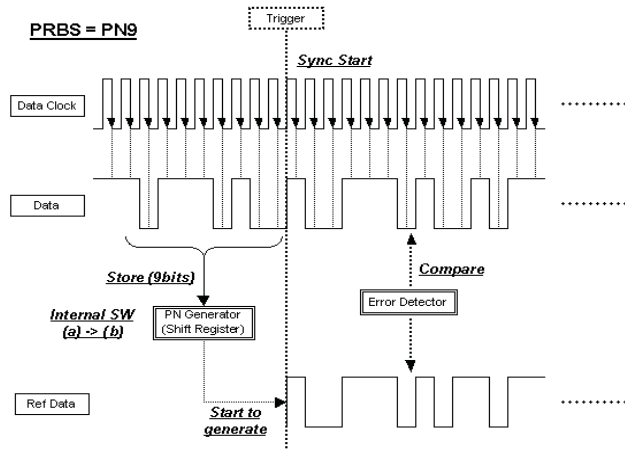 Trigger
PRBS = PN9
Sync Start
Data Clock
Data
Store (9bits)
Compare
Internal SW
(a) -> (b)
PN Generator
(Shift Register)
Error Detector
Ref Data
Start to
generate